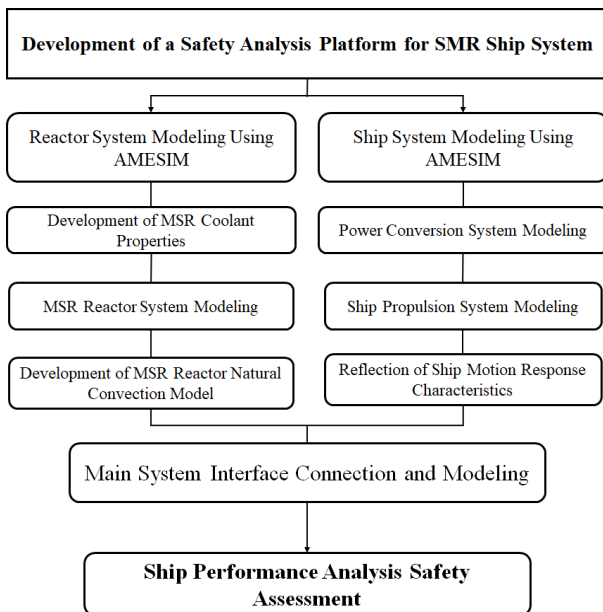 Development of a Safety Analysis Platform for SMR Ship System
Reactor System Modeling Using
AMESIM
Ship System Modeling Using
AMESIM
Development of MSR Coolant
Properties
Power Conversion System Modeling
MSR Reactor System Modeling
Ship Propulsion System Modeling
Development of MSR Reactor Natural
Convection Model
Reflection of Ship Motion Response
Characteristics
Main System Interface Connection and Modeling
Ship Performance Analysis Safety
Assessment